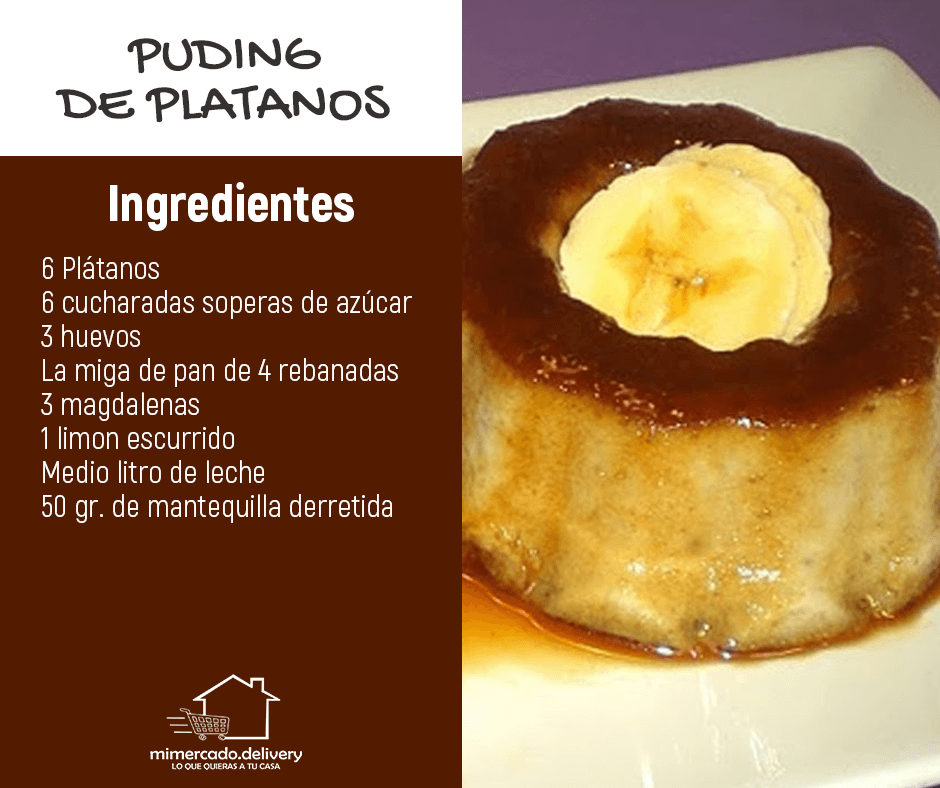 PUDING
DE PLATANOS
Ingredientes
6 Plátanos
6 cucharadas soperas de azúcar
3 huevos
La miga de pan de 4 rebanadas
3 magdalenas
1 limon escurrido
Medio litro de leche
50 gr. de mantequilla derretida
mimercado.delivery
LO QUE QUIERAS A TU CASA